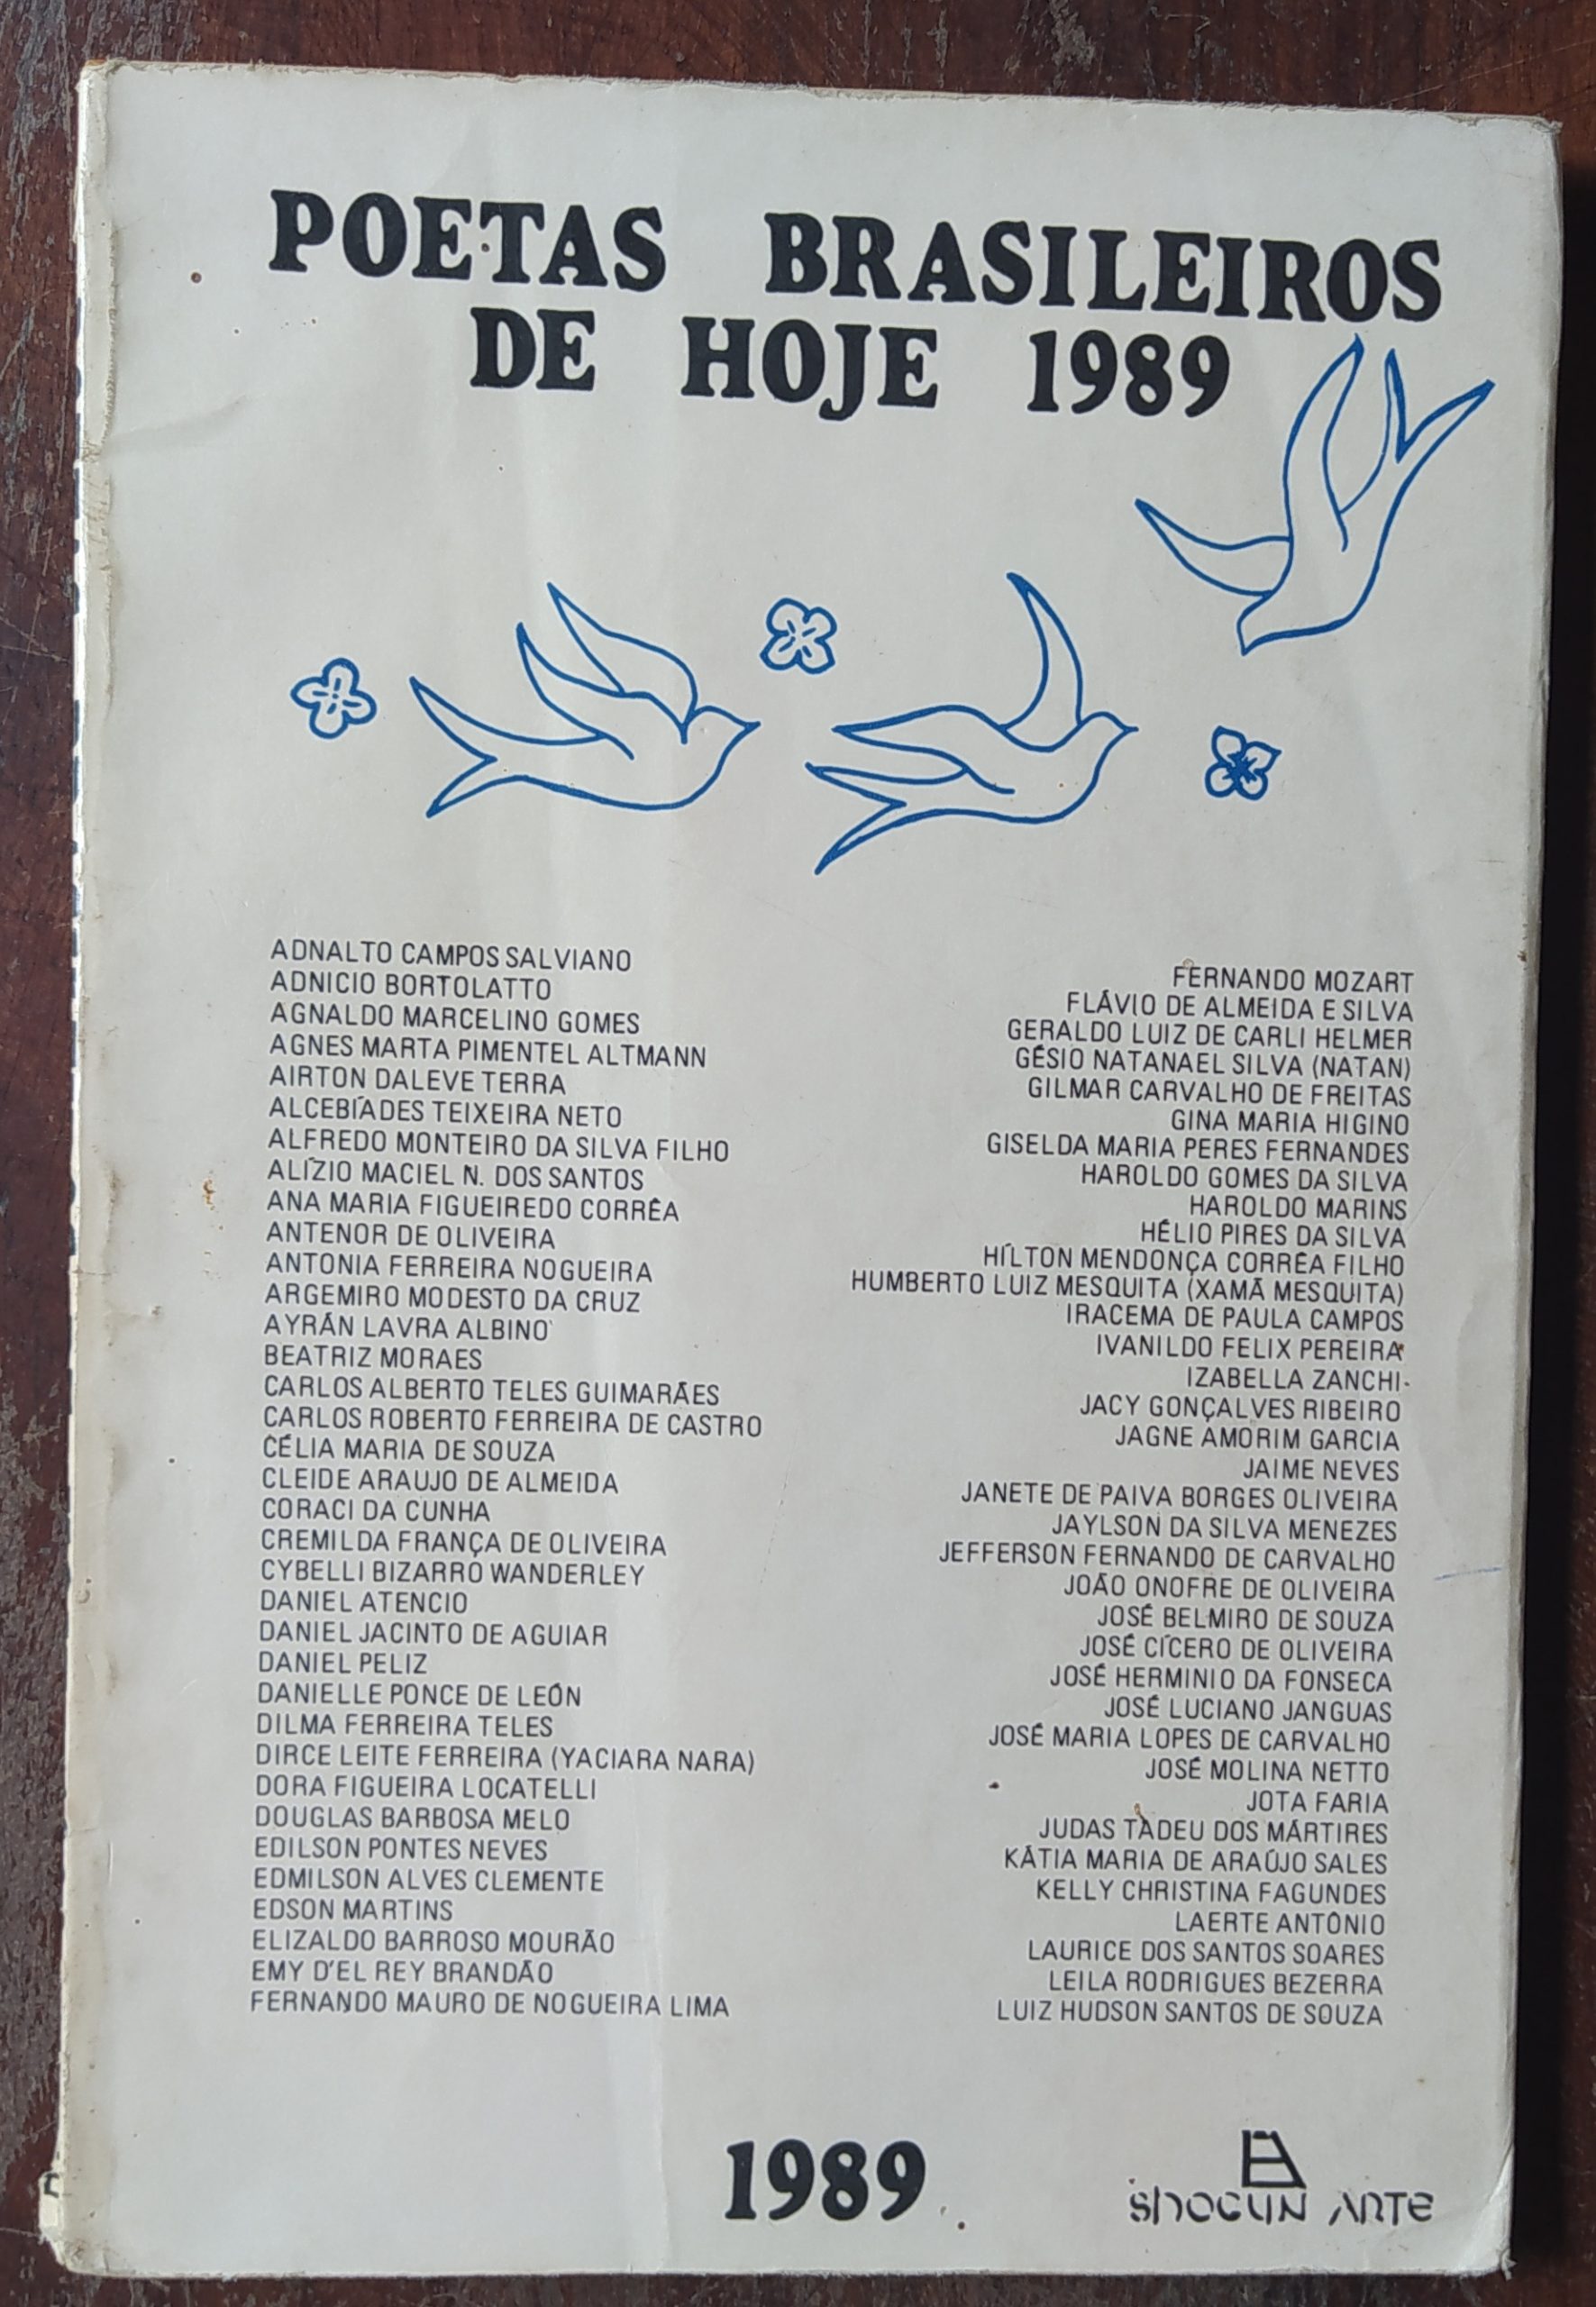 POETAS BRASILEIROS
DE HOJE 1989
ADNALTO CAMPOS SALVIANO
ADNICIO BORTOLATTO
AGNALDO MARCELINO GOMES
AGNES MARTA PIMENTEL ALTMANN
AIRTON DALEVE TERRA
ALCEBÍADES TEIXEIRA NETO
ALFREDO MONTEIRO DA SILVA FILHO
ALÍZIO MACIEL N. DOS SANTOS
ANA MARIA FIGUEIREDO CORRÊA
ANTENOR DE OLIVEIRA
ANTONIA FERREIRA NOGUEIRA
ARGEMIRO MODESTO DA CRUZ
AYRÁN LAVRA ALBINO
BEATRIZ MORAES
CARLOS ALBERTO TELES GUIMARÃES
CARLOS ROBERTO FERREIRA DE CASTRO
CÉLIA MARIA DE SOUZA
CLEIDE ARAUJO DE ALMEIDA
CORACI DA CUNHA
CREMILDA FRANÇA DE OLIVEIRA
CYBELLI BIZARRO WANDERLEY
DANIEL ATENCIO
DANIEL JACINTO DE AGUIAR
DANIEL PELIZ
DANIELLE PONCE DE LEÓN
DILMA FERREIRA TELES
DIRCE LEITE FERREIRA (YACIARA NARA)
DORA FIGUEIRA LOCATELLI
DOUGLAS BARBOSA MELO
EDILSON PONTES NEVES
EDMILSON ALVES CLEMENTE
EDSON MARTINS
ELIZALDO BARROSO MOURÃO
EMY D'EL REY BRANDÃO
FERNANDO MAURO DE NOGUEIRA LIMA
FERNANDO MOZART
FLÁVIO DE ALMEIDA E SILVA
GERALDO LUIZ DE CARLI HELMER
GÉSIO NATANAEL SILVA (NATAN)
GILMAR CARVALHO DE FREITAS
GINA MARIA HIGINO
GISELDA MARIA PERES FERNANDES
HAROLDO GOMES DA SILVA
HAROLDO MARINS
HÉLIO PIRES DA SILVA
HÍLTON MENDONÇA CORRÊA FILHO
HUMBERTO LUIZ MESQUITA (XAMÃ MESQUITA)
IRACEMA DE PAULA CAMPOS
IVANILDO FELIX PEREIRA
IZABELLA ZANCHI
JACY GONÇALVES RIBEIRO
JAGNE AMORIM GARCIA
JAIME NEVES
JANETE DE PAIVA BORGES OLIVEIRA
JAYLSON DA SILVA MENEZES
JEFFERSON FERNANDO DE CARVALHO
JOÃO ONOFRE DE OLIVEIRA
JOSÉ BELMIRO DE SOUZA
JOSÉ CÍCERO DE OLIVEIRA
JOSÉ HERMINIO DA FONSECA
JOSÉ LUCIANO JANGUAS
JOSÉ MARIA LOPES DE CARVALHO
JOSÉ MOLINA NETTO
JOTA FARIA
JUDAS TADEU DOS MÁRTIRES
KÁTIA MARIA DE ARAÚJO SALES
KELLY CHRISTINA FAGUNDES
LAERTE ANTÔNIO
LAURICE DOS SANTOS SOARES
LEILA RODRIGUES BEZERRA
LUIZ HUDSON SANTOS DE SOUZA
1989
SHOGUN ARTE